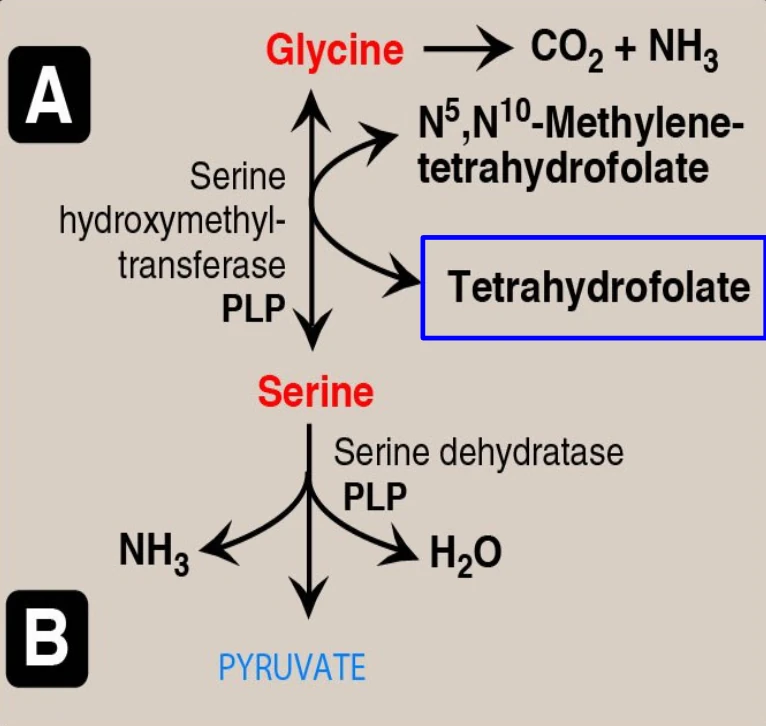 A
Glycine → CO₂ + NH₃
N⁵,N¹⁰-Methylene-
tetrahydrofolate
Serine
hydroxymethyl-
transferase
PLP
Tetrahydrofolate
Serine
Serine dehydratase
PLP
NH₃
H₂O
B
PYRUVATE